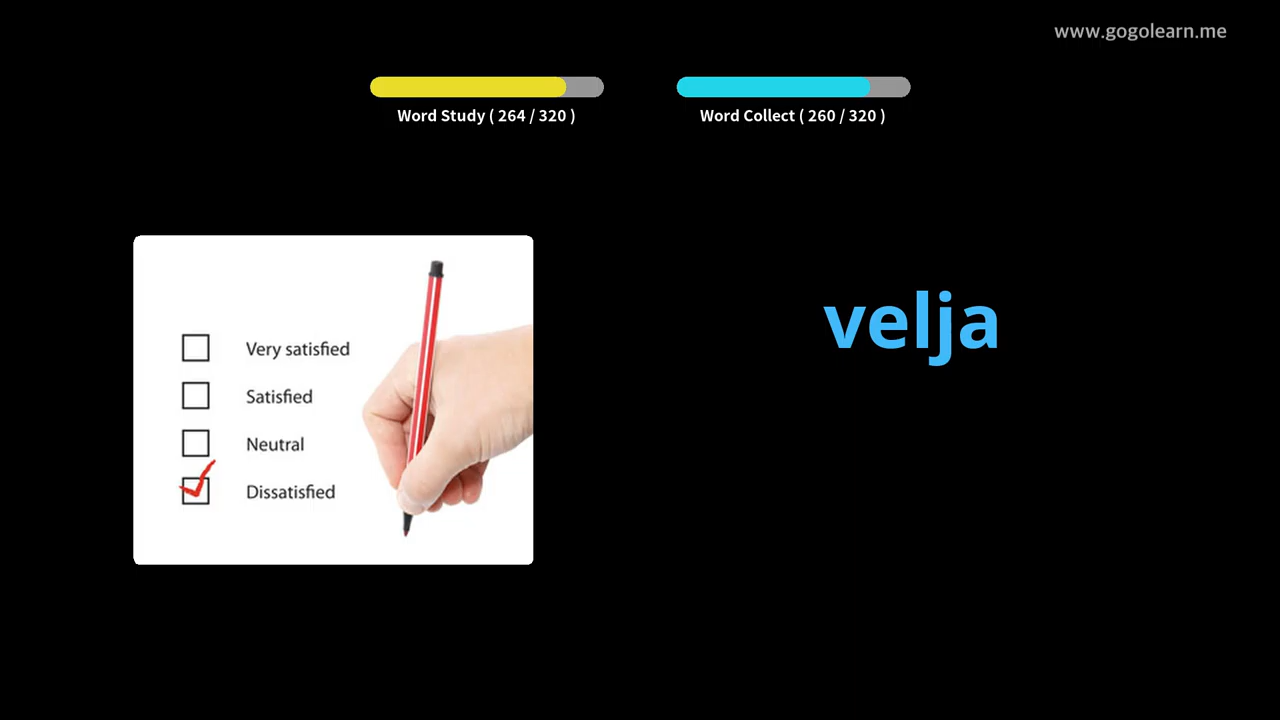 www.gogolearn.me
Word Study ( 264 / 320 )
Word Collect ( 260 / 320 )
Very satisfied
Satisfied
Neutral
Dissatisfied
velja